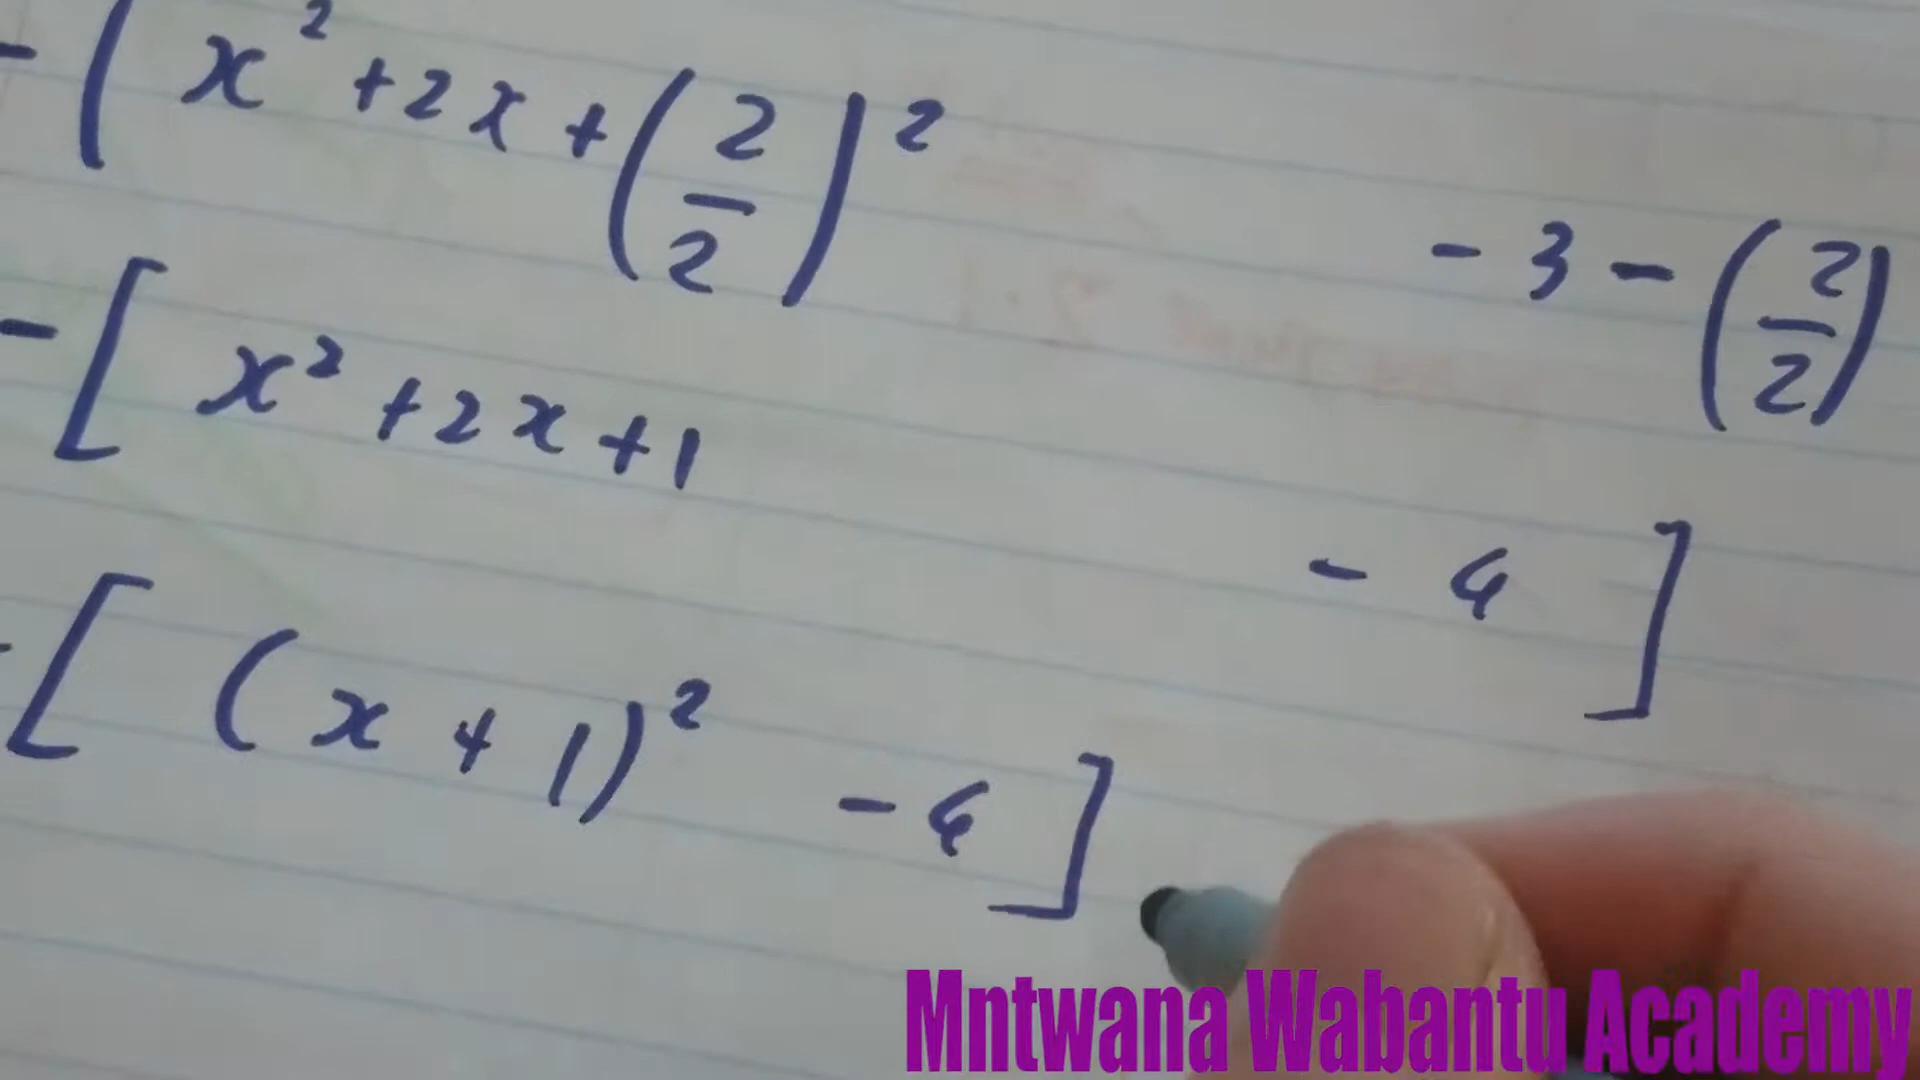 - ( x² + 2x + (2/2)² - 3 - (2/2)
- [ x² + 2x + 1 - 4 ]
- [ (x + 1)² - 4 ]
Mntwana Wabantu Academy